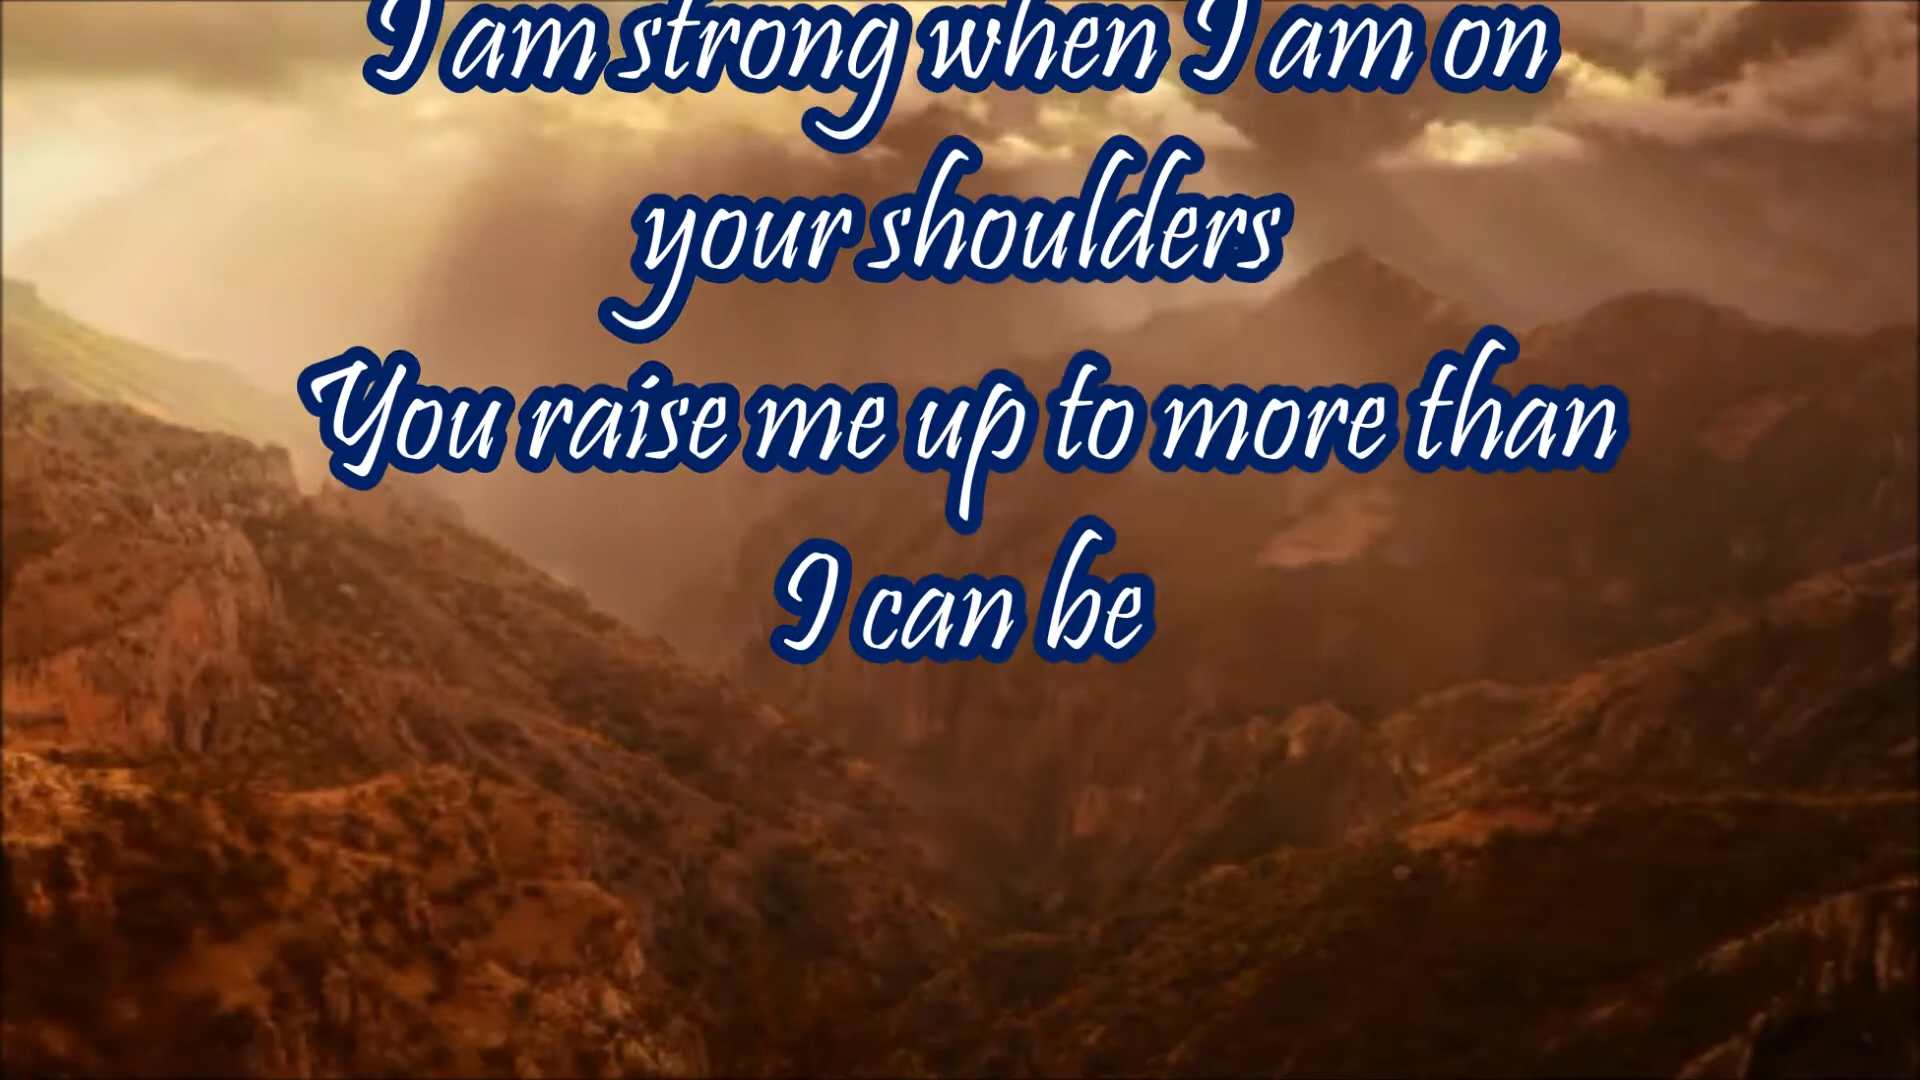 I am strong when I am on
your shoulders
You raise me up to more than
I can be